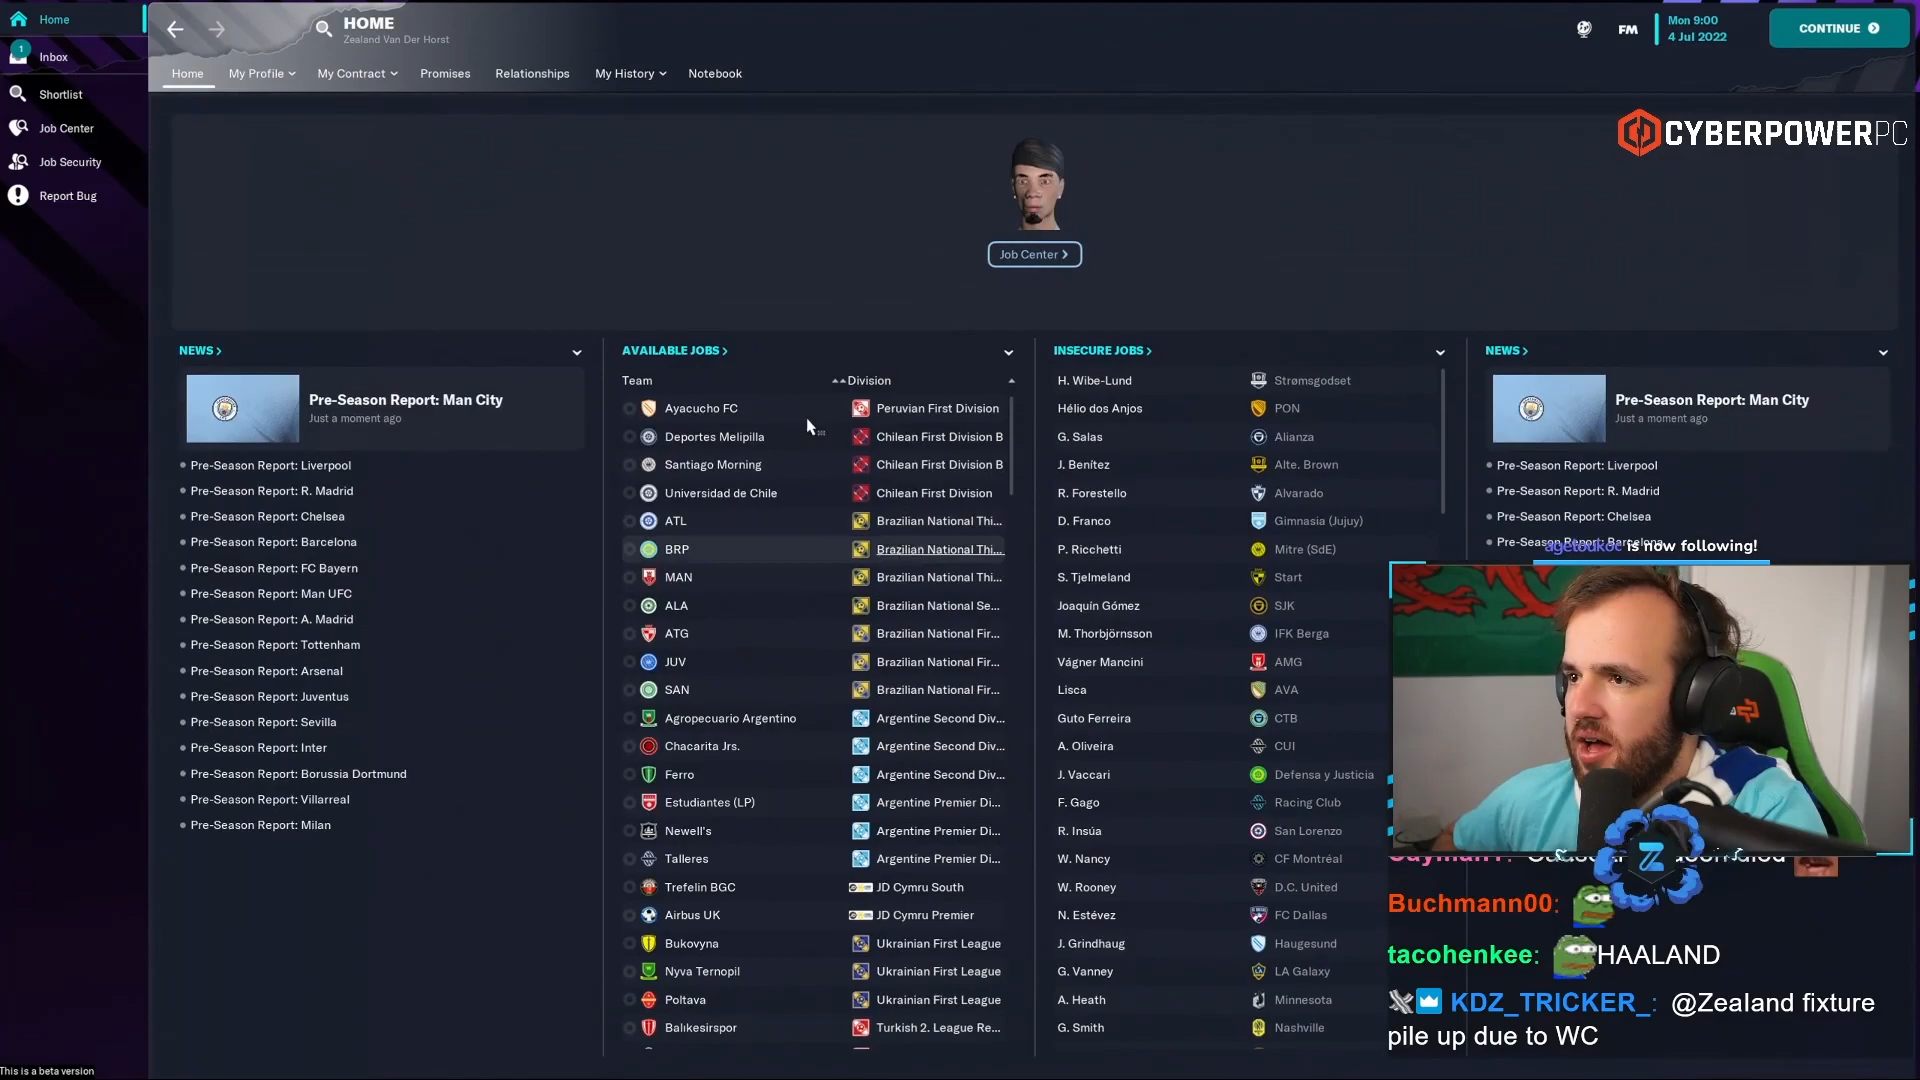 Home
1
Inbox
Shortlist
Job Center
Job Security
Report Bug
This is a beta version
HOME
Zealand Van Der Horst
FM
Mon 9:00
4 Jul 2022
CONTINUE
Home
My Profile
My Contract
Promises
Relationships
My History
Notebook
CYBERPOWERPC
Job Center
NEWS
Pre-Season Report: Man City
Just a moment ago
Pre-Season Report: Liverpool
Pre-Season Report: R. Madrid
Pre-Season Report: Chelsea
Pre-Season Report: Barcelona
Pre-Season Report: FC Bayern
Pre-Season Report: Man UFC
Pre-Season Report: A. Madrid
Pre-Season Report: Tottenham
Pre-Season Report: Arsenal
Pre-Season Report: Juventus
Pre-Season Report: Sevilla
Pre-Season Report: Inter
Pre-Season Report: Borussia Dortmund
Pre-Season Report: Villarreal
Pre-Season Report: Milan
AVAILABLE JOBS
Team Division
Ayacucho FC Peruvian First Division
Deportes Melipilla Chilean First Division B
Santiago Morning Chilean First Division B
Universidad de Chile Chilean First Division
ATL Brazilian National Thi...
BRP Brazilian National Thi...
MAN Brazilian National Thi...
ALA Brazilian National Se...
ATG Brazilian National Fir...
JUV Brazilian National Fir...
SAN Brazilian National Fir...
Agropecuario Argentino Argentine Second Div...
Chacarita Jrs. Argentine Second Div...
Ferro Argentine Second Div...
Estudiantes (LP) Argentine Premier Di...
Newell's Argentine Premier Di...
Talleres Argentine Premier Di...
Trefelin BGC JD Cymru South
Airbus UK JD Cymru Premier
Bukovyna Ukrainian First League
Nyva Ternopil Ukrainian First League
Poltava Ukrainian First League
Balıkesirspor Turkish 2. League Re...
INSECURE JOBS
H. Wibe-Lund Strømsgodset
Hélio dos Anjos PON
G. Salas Alianza
J. Benítez Alte. Brown
R. Forestello Alvarado
D. Franco Gimnasia (Jujuy)
P. Ricchetti Mitre (SdE)
S. Tjelmeland Start
Joaquín Gómez SJK
M. Thorbjörnsson IFK Berga
Vágner Mancini AMG
Lisca AVA
Guto Ferreira CTB
A. Oliveira CUI
J. Vaccari Defensa y Justicia
F. Gago Racing Club
R. Insúa San Lorenzo
W. Nancy CF Montréal
W. Rooney D.C. United
N. Estévez FC Dallas
J. Grindhaug Haugesund
G. Vanney LA Galaxy
A. Heath Minnesota
G. Smith Nashville
NEWS
Pre-Season Report: Man City
Just a moment ago
Pre-Season Report: Liverpool
Pre-Season Report: R. Madrid
Pre-Season Report: Chelsea
Pre-Season Report: Barcelona
agetoukoc is now following!
Z
Buchmann00:
tacohenkee: HAALAND
KDZ_TRICKER_: @Zealand fixture
pile up due to WC